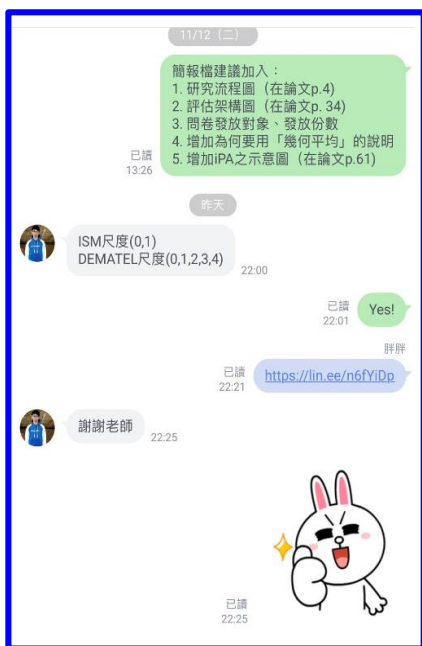 11/12（二）
簡報檔建議加入：
1. 研究流程圖（在論文p.4）
2. 評估架構圖（在論文p. 34）
3. 問卷發放對象、發放份數
4. 增加為何要用「幾何平均」的說明
5. 增加iPA之示意圖（在論文p.61）
已讀
13:26
昨天
ISM尺度(0,1)
DEMATEL尺度(0,1,2,3,4)
22:00
Yes!
已讀
22:01
胖胖
https://lin.ee/n6fYiDp
已讀
22:21
謝謝老師
22:25
已讀
22:25